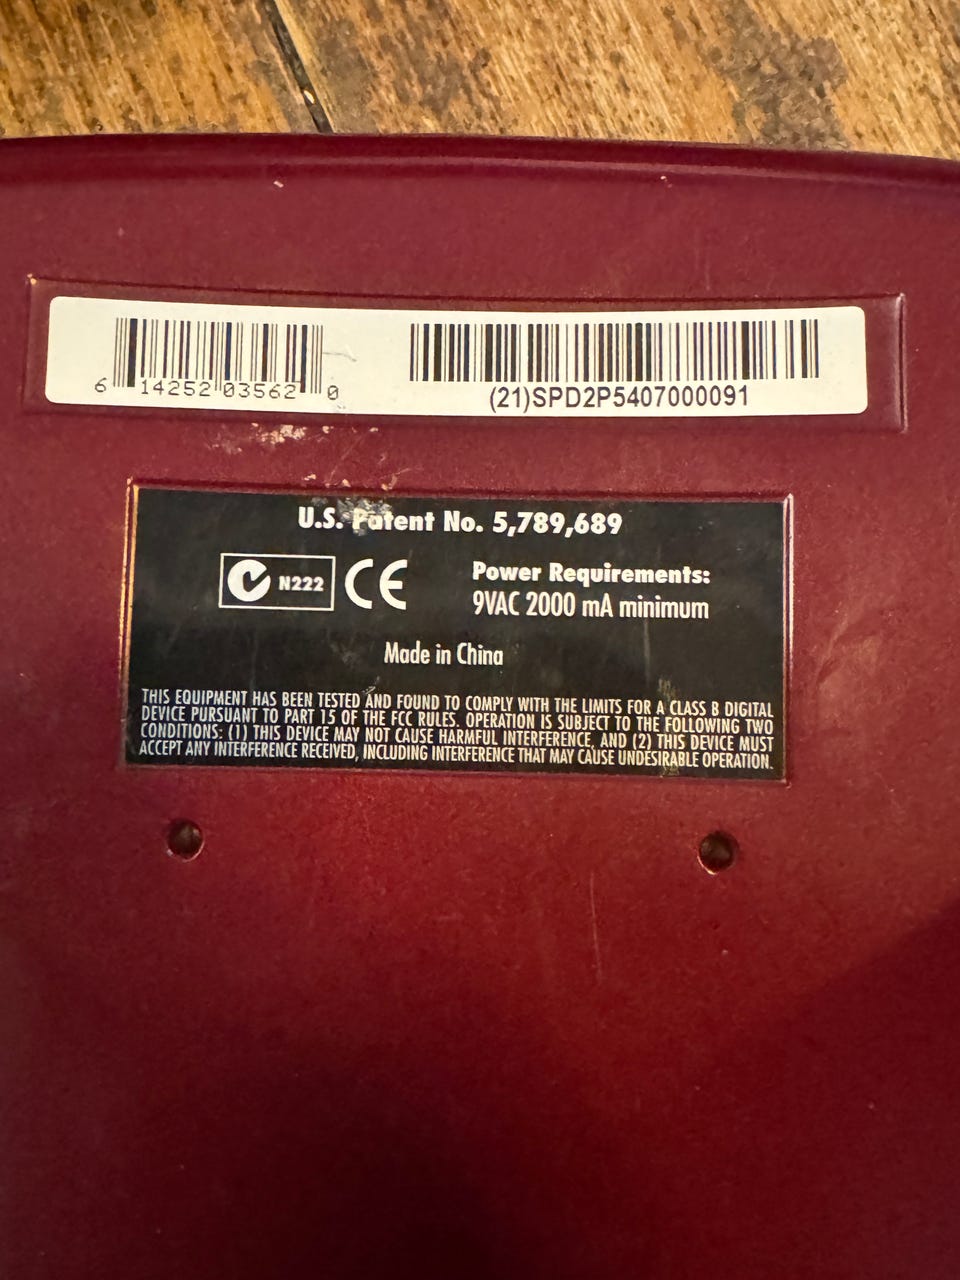 6 14252 03562 0
(21)SPD2P5407000091
U.S. Patent No. 5,789,689
N222 CE
Power Requirements:
9VAC 2000 mA minimum
Made in China
THIS EQUIPMENT HAS BEEN TESTED AND FOUND TO COMPLY WITH THE LIMITS FOR A CLASS B DIGITAL
DEVICE PURSUANT TO PART 15 OF THE FCC RULES. OPERATION IS SUBJECT TO THE FOLLOWING TWO
CONDITIONS: (1) THIS DEVICE MAY NOT CAUSE HARMFUL INTERFERENCE, AND (2) THIS DEVICE MUST
ACCEPT ANY INTERFERENCE RECEIVED, INCLUDING INTERFERENCE THAT MAY CAUSE UNDESIRABLE OPERATION.